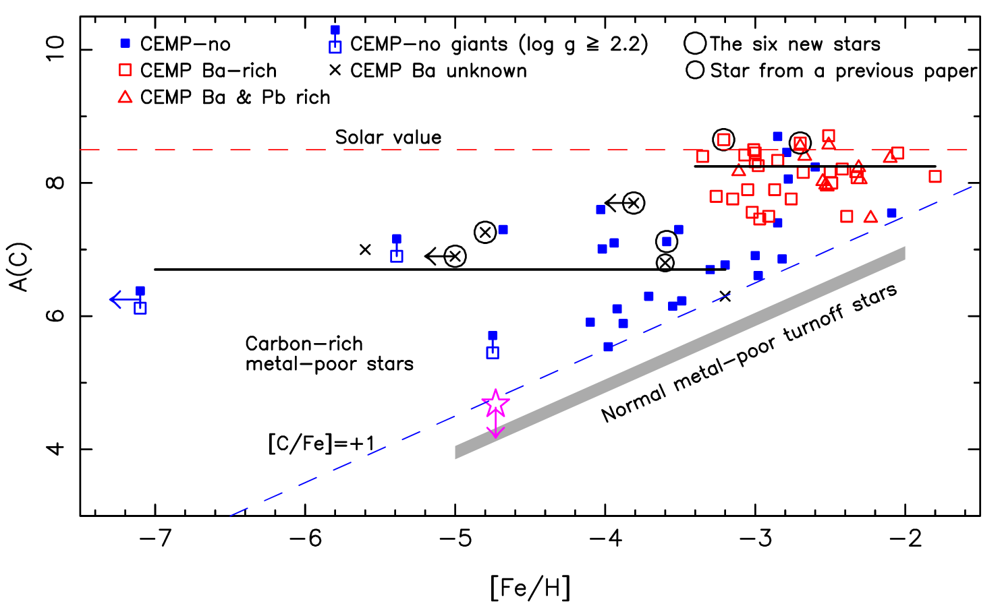 CEMP-no
CEMP-no giants (log g ≧ 2.2)
The six new stars
CEMP Ba-rich
CEMP Ba unknown
Star from a previous paper
CEMP Ba & Pb rich
Solar value
Carbon-rich
metal-poor stars
Normal metal-poor turnoff stars
[C/Fe]=+1
10
8
6
4
A(C)
-7
-6
-5
-4
-3
-2
[Fe/H]